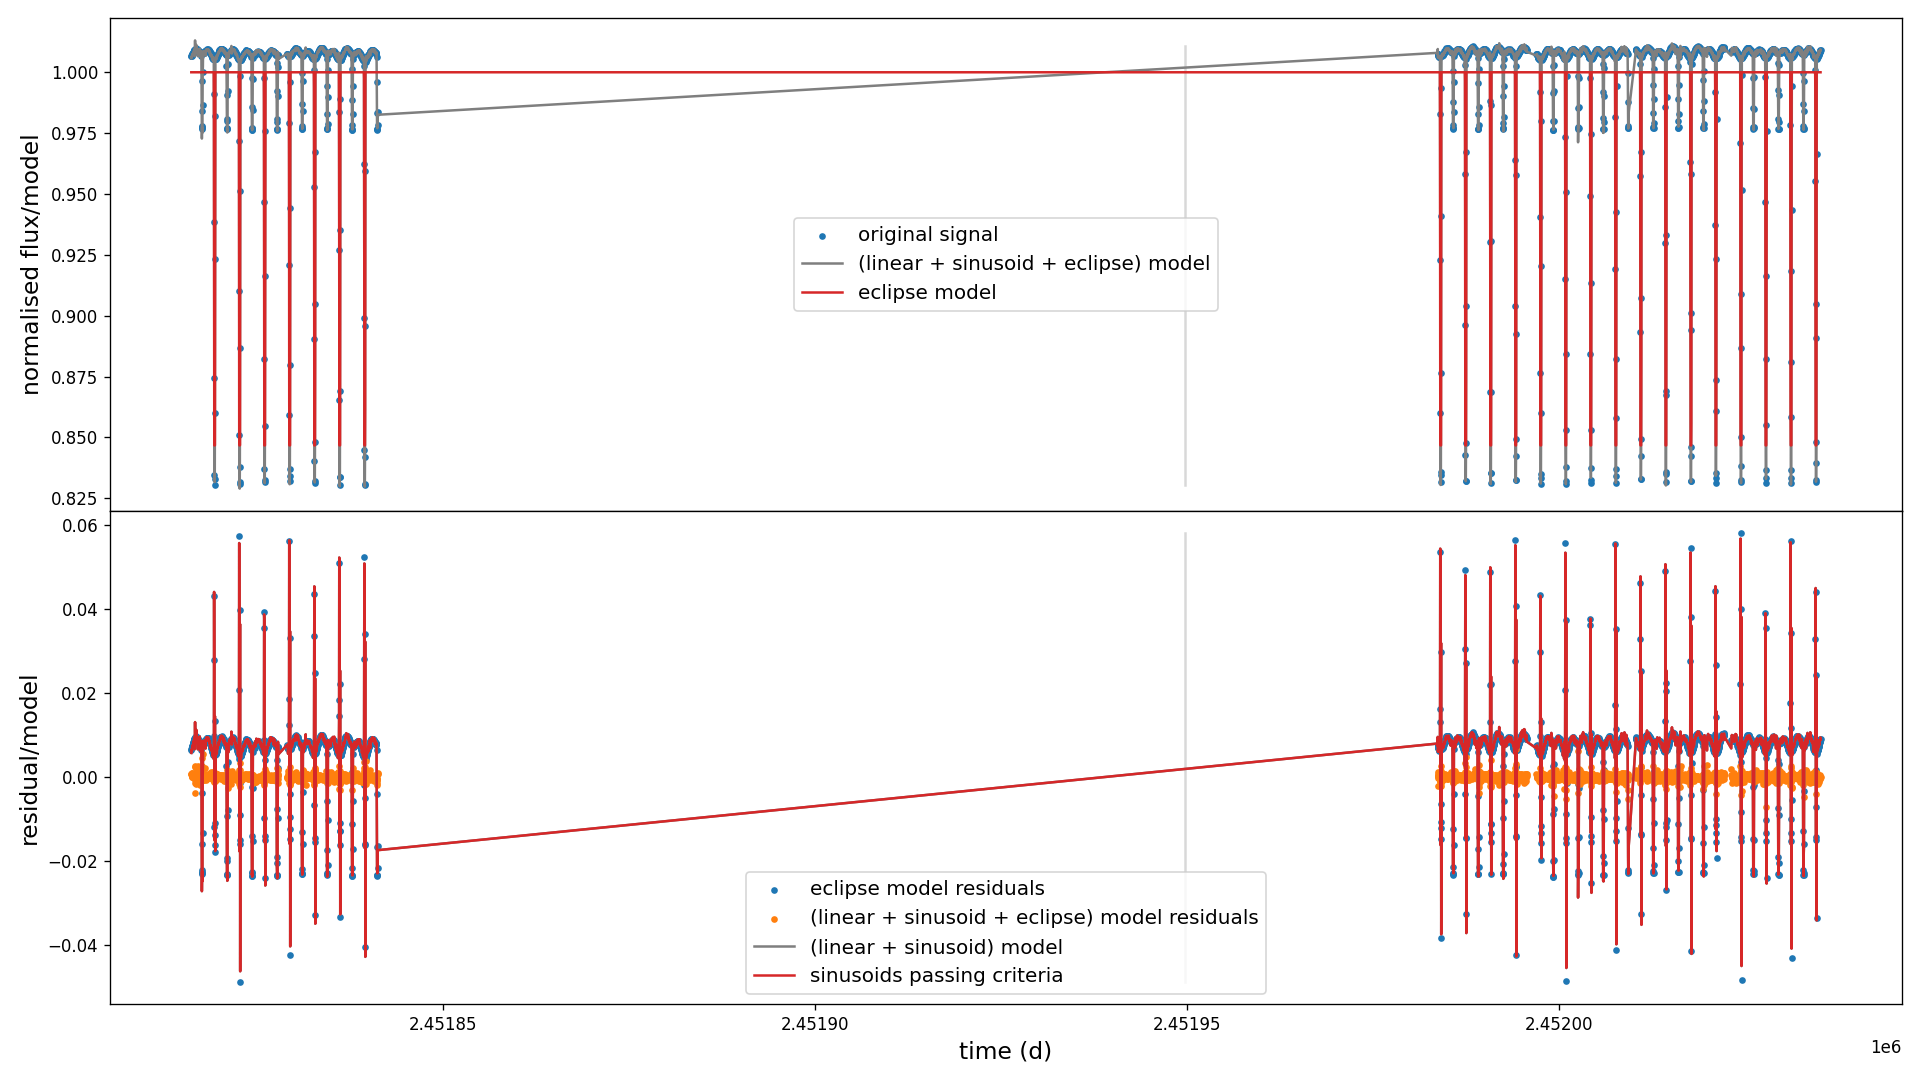 normalised flux/model
1.000
0.975
0.950
0.925
0.900
0.875
0.850
0.825
original signal
(linear + sinusoid + eclipse) model
eclipse model
residual/model
0.06
0.04
0.02
0.00
−0.02
−0.04
eclipse model residuals
(linear + sinusoid + eclipse) model residuals
(linear + sinusoid) model
sinusoids passing criteria
2.45185
2.45190
2.45195
2.45200
1e6
time (d)